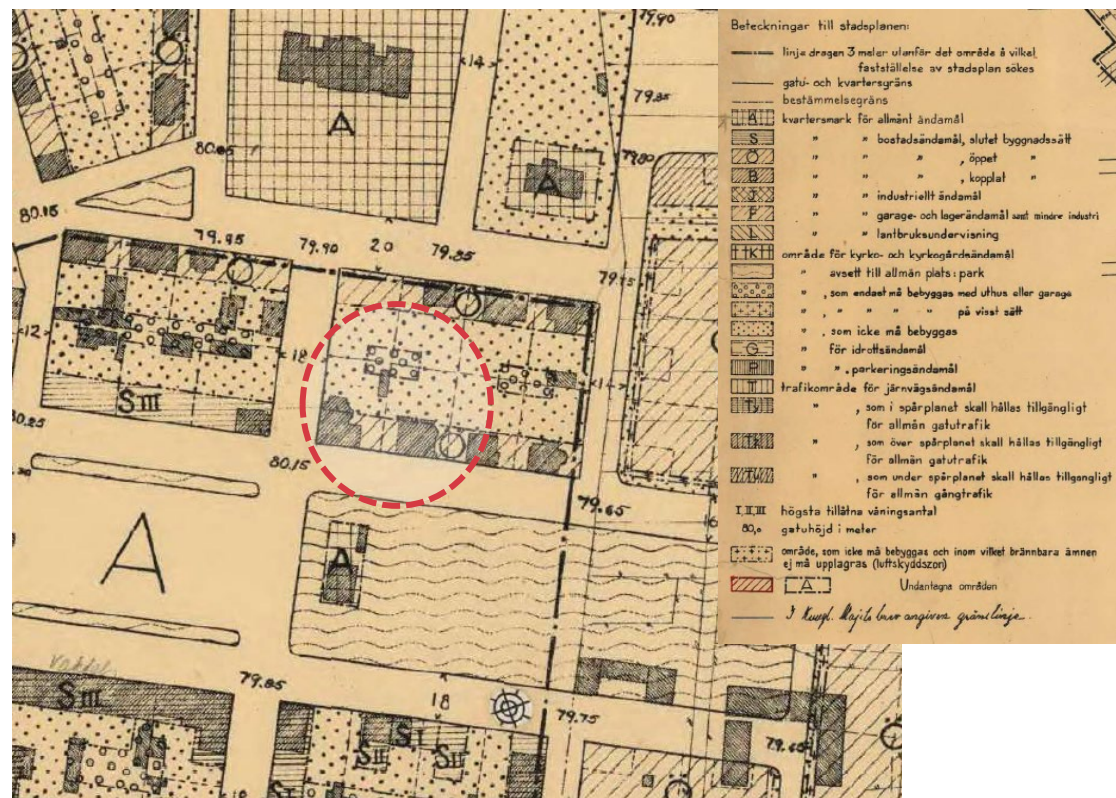 79.90
14
79.85
A
80.05
79.80
A
80.15
79.95
79.90
20
79.85
79.75
12
18
14
S III
80.25
80.15
79.65
A
A
16
S III
79.85
18
79.75
S I
S II
S II
79.65
Beteckningar till stadsplanen:
linje dragen 3 meter utanför det område å vilket
fastställelse av stadsplan sökes
gatu- och kvartersgräns
bestämmelsegräns
A kvartersmark för allmänt ändamål
S " " bostadsändamål, slutet byggnadssätt
Ö " " " , öppet "
B " " " , kopplat "
J " " industriellt ändamål
F " " garage- och lagerändamål samt mindre industri
L " " lantbruksundervisning
K område för kyrko- och kyrkogårdsändamål
" avsett till allmän plats: park
" , som endast må bebyggas med uthus eller garage
" , " " " " på visst sätt
" , som icke må bebyggas
G " för idrottsändamål
P " " . parkeringsändamål
T trafikområde för järnvägsändamål
" , som i spårplanet skall hållas tillgängligt
för allmän gatutrafik
" , som över spårplanet skall hållas tillgängligt
för allmän gatutrafik
" , som under spårplanet skall hållas tillgängligt
för allmän gångtrafik
I, II, III högsta tillåtna våningsantal
80,0 gatuhöjd i meter
område, som icke må bebyggas och inom vilket brännbara ämnen
ej må upplagras (luftskyddszon)
A Undantagna områden
I Kungl. Maj:ts brev angiven gränslinje.